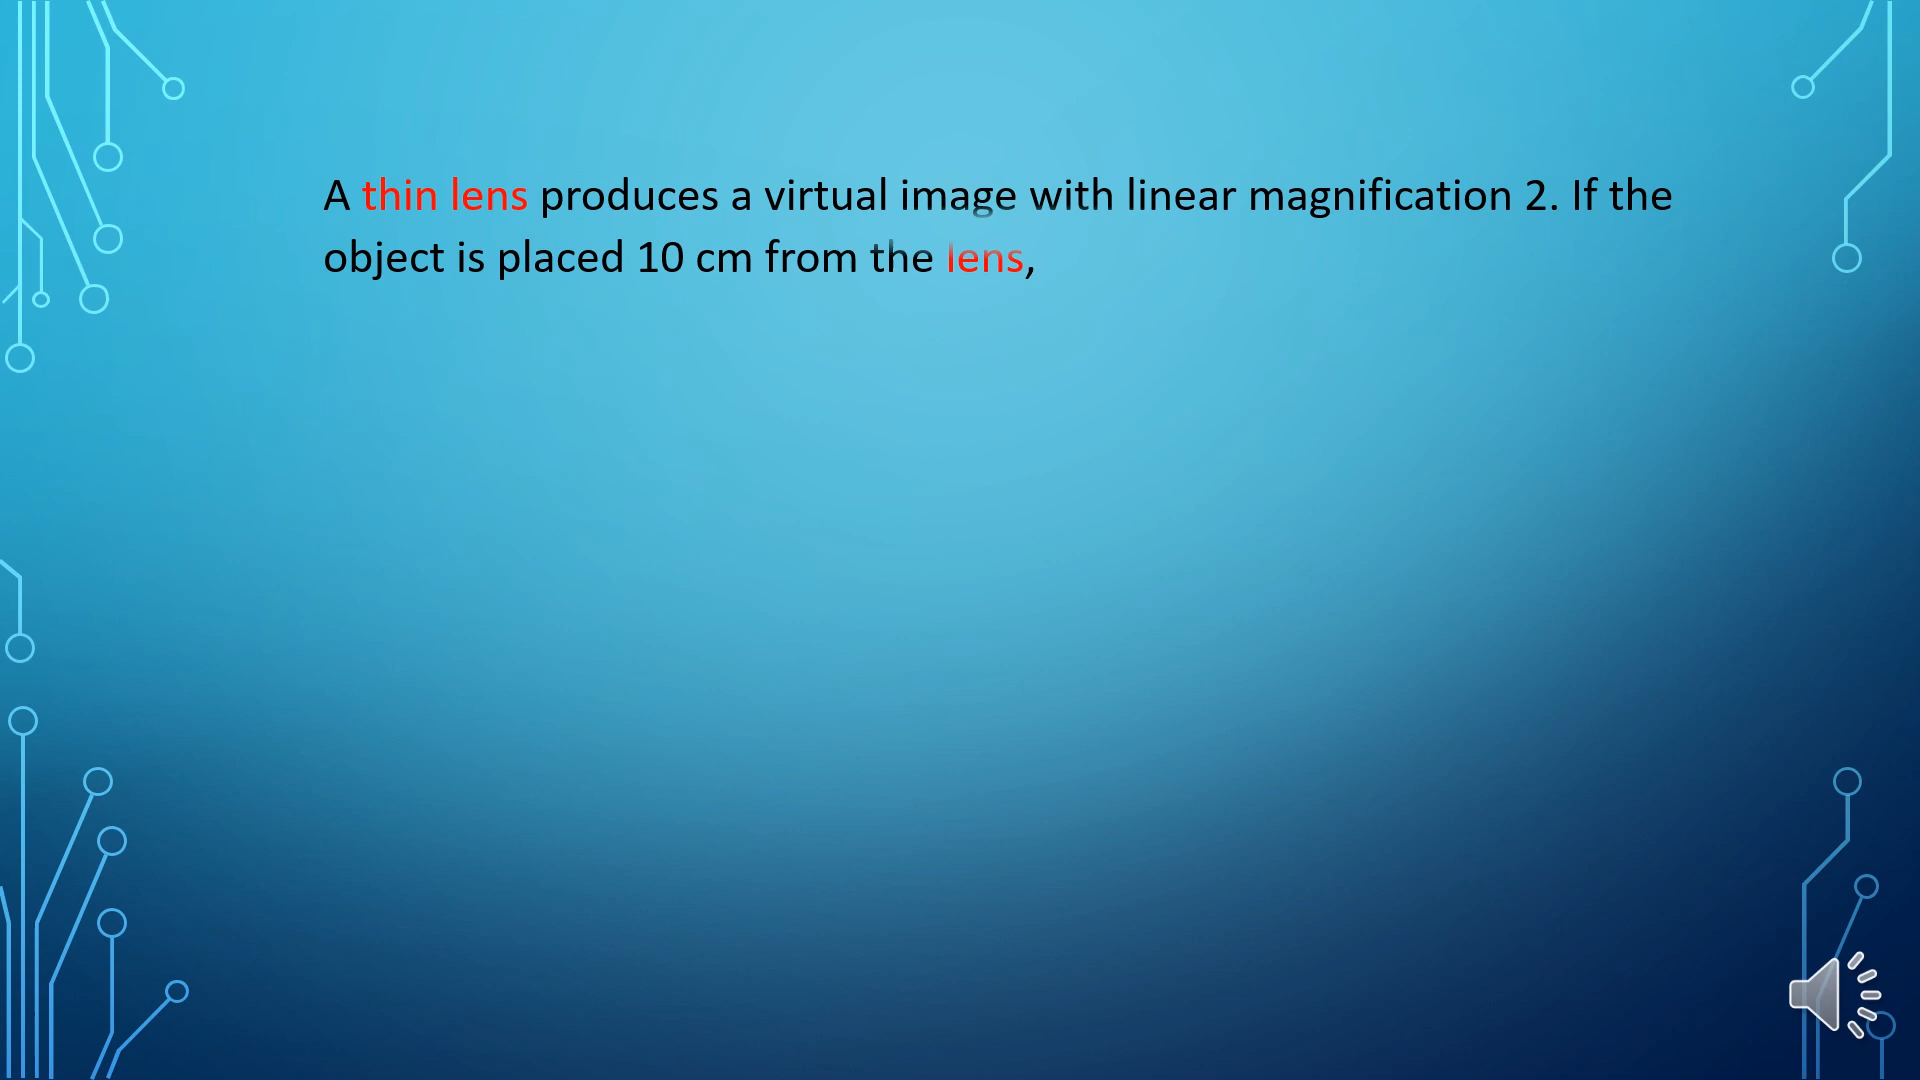 A thin lens produces a virtual image with linear magnification 2. If the
object is placed 10 cm from the lens,